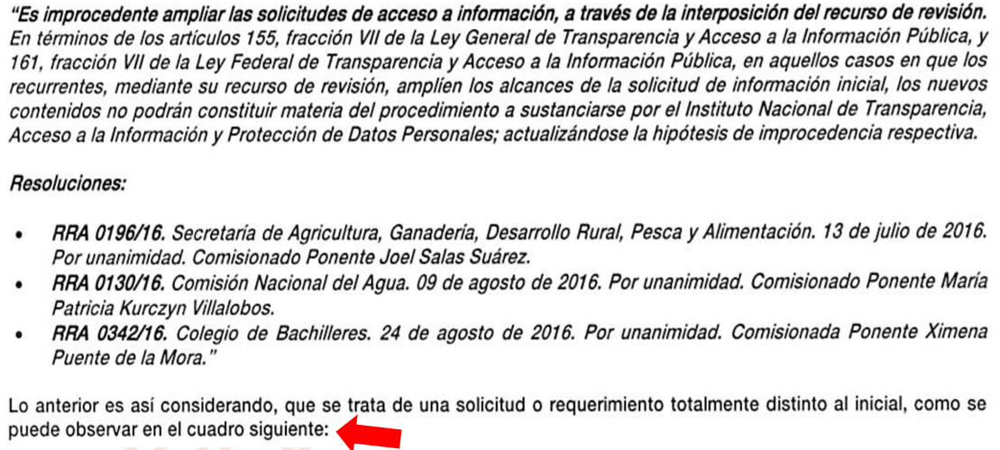 “Es improcedente ampliar las solicitudes de acceso a información, a través de la interposición del recurso de revisión.
En términos de los artículos 155, fracción VII de la Ley General de Transparencia y Acceso a la Información Pública, y
161, fracción VII de la Ley Federal de Transparencia y Acceso a la Información Pública, en aquellos casos en que los
recurrentes, mediante su recurso de revisión, amplíen los alcances de la solicitud de información inicial, los nuevos
contenidos no podrán constituir materia del procedimiento a sustanciarse por el Instituto Nacional de Transparencia,
Acceso a la Información y Protección de Datos Personales; actualizándose la hipótesis de improcedencia respectiva.
Resoluciones:
• RRA 0196/16. Secretaría de Agricultura, Ganadería, Desarrollo Rural, Pesca y Alimentación. 13 de julio de 2016.
Por unanimidad. Comisionado Ponente Joel Salas Suárez.
• RRA 0130/16. Comisión Nacional del Agua. 09 de agosto de 2016. Por unanimidad. Comisionado Ponente María
Patricia Kurczyn Villalobos.
• RRA 0342/16. Colegio de Bachilleres. 24 de agosto de 2016. Por unanimidad. Comisionada Ponente Ximena
Puente de la Mora.”
Lo anterior es así considerando, que se trata de una solicitud o requerimiento totalmente distinto al inicial, como se
puede observar en el cuadro siguiente: